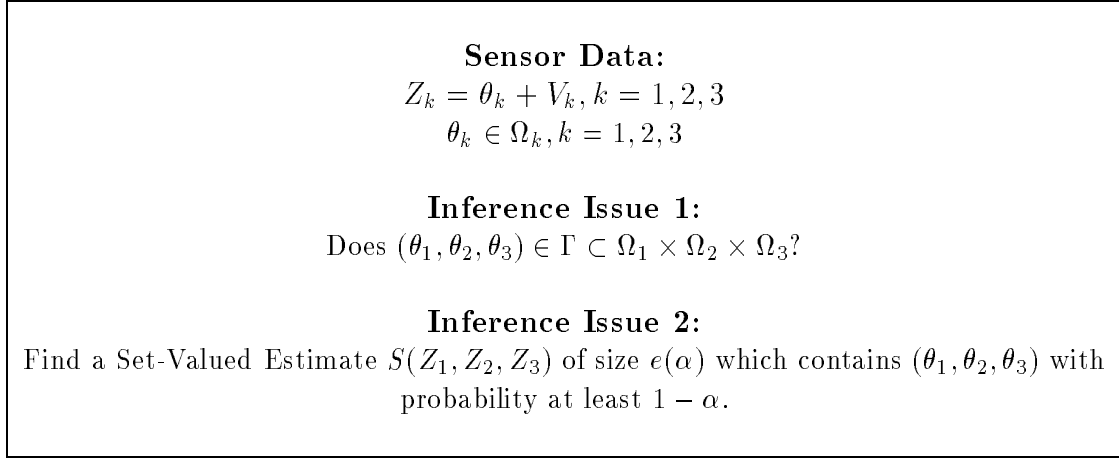 Sensor Data:
Z_k = θ_k + V_k, k = 1, 2, 3
θ_k ∈ Ω_k, k = 1, 2, 3
Inference Issue 1:
Does (θ_1, θ_2, θ_3) ∈ Γ ⊂ Ω_1 × Ω_2 × Ω_3?
Inference Issue 2:
Find a Set-Valued Estimate S(Z_1, Z_2, Z_3) of size e(α) which contains (θ_1, θ_2, θ_3) with
probability at least 1 − α.